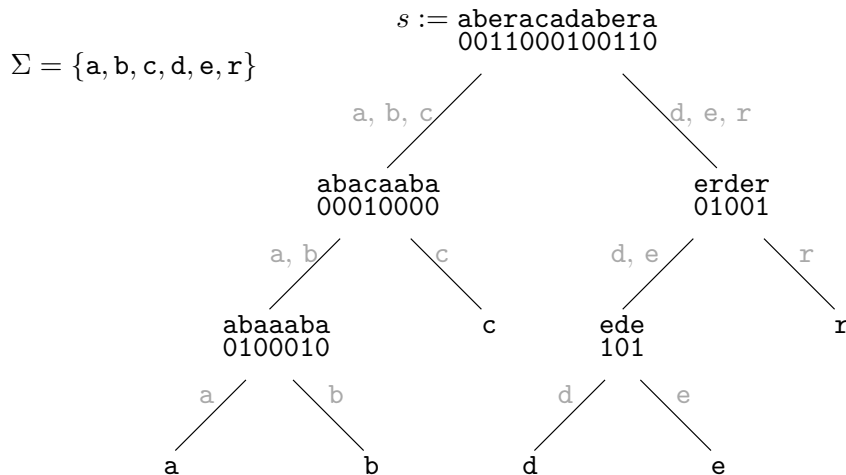 s := aberacadabera
0011000100110
Σ = {a, b, c, d, e, r}
a, b, c
d, e, r
abacaaba
00010000
erder
01001
a, b
c
d, e
r
abaaaba
0100010
c
ede
101
r
a
b
d
e
a
b
d
e